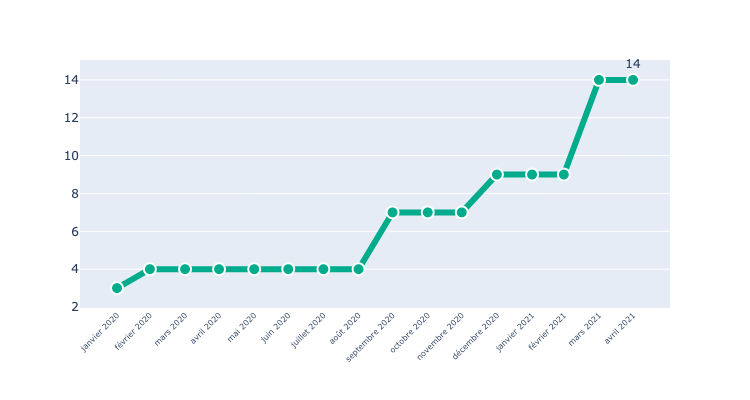 14
14
12
10
8
6
4
2
janvier 2020
février 2020
mars 2020
avril 2020
mai 2020
juin 2020
juillet 2020
août 2020
septembre 2020
octobre 2020
novembre 2020
décembre 2020
janvier 2021
février 2021
mars 2021
avril 2021